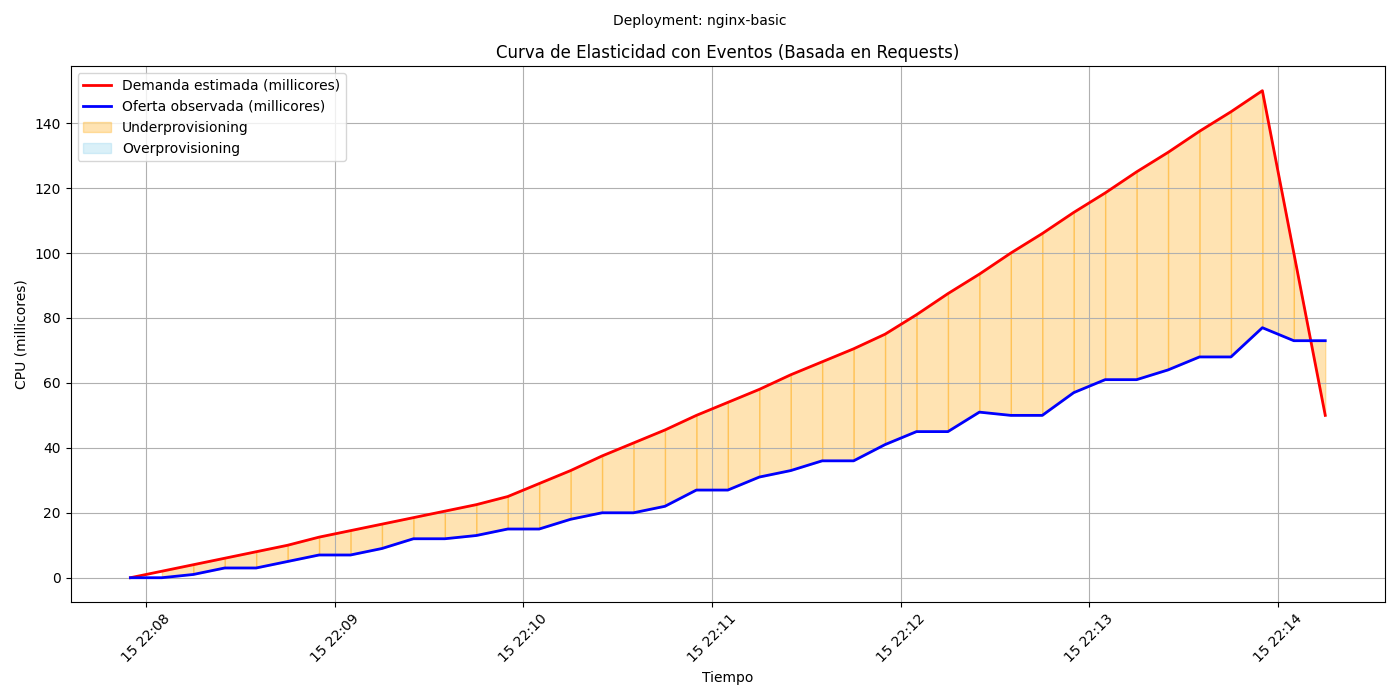 Deployment: nginx-basic
Curva de Elasticidad con Eventos (Basada en Requests)
Demanda estimada (millicores)
Oferta observada (millicores)
Underprovisioning
Overprovisioning
CPU (millicores)
140
120
100
80
60
40
20
0
15 22:08
15 22:09
15 22:10
15 22:11
15 22:12
15 22:13
15 22:14
Tiempo